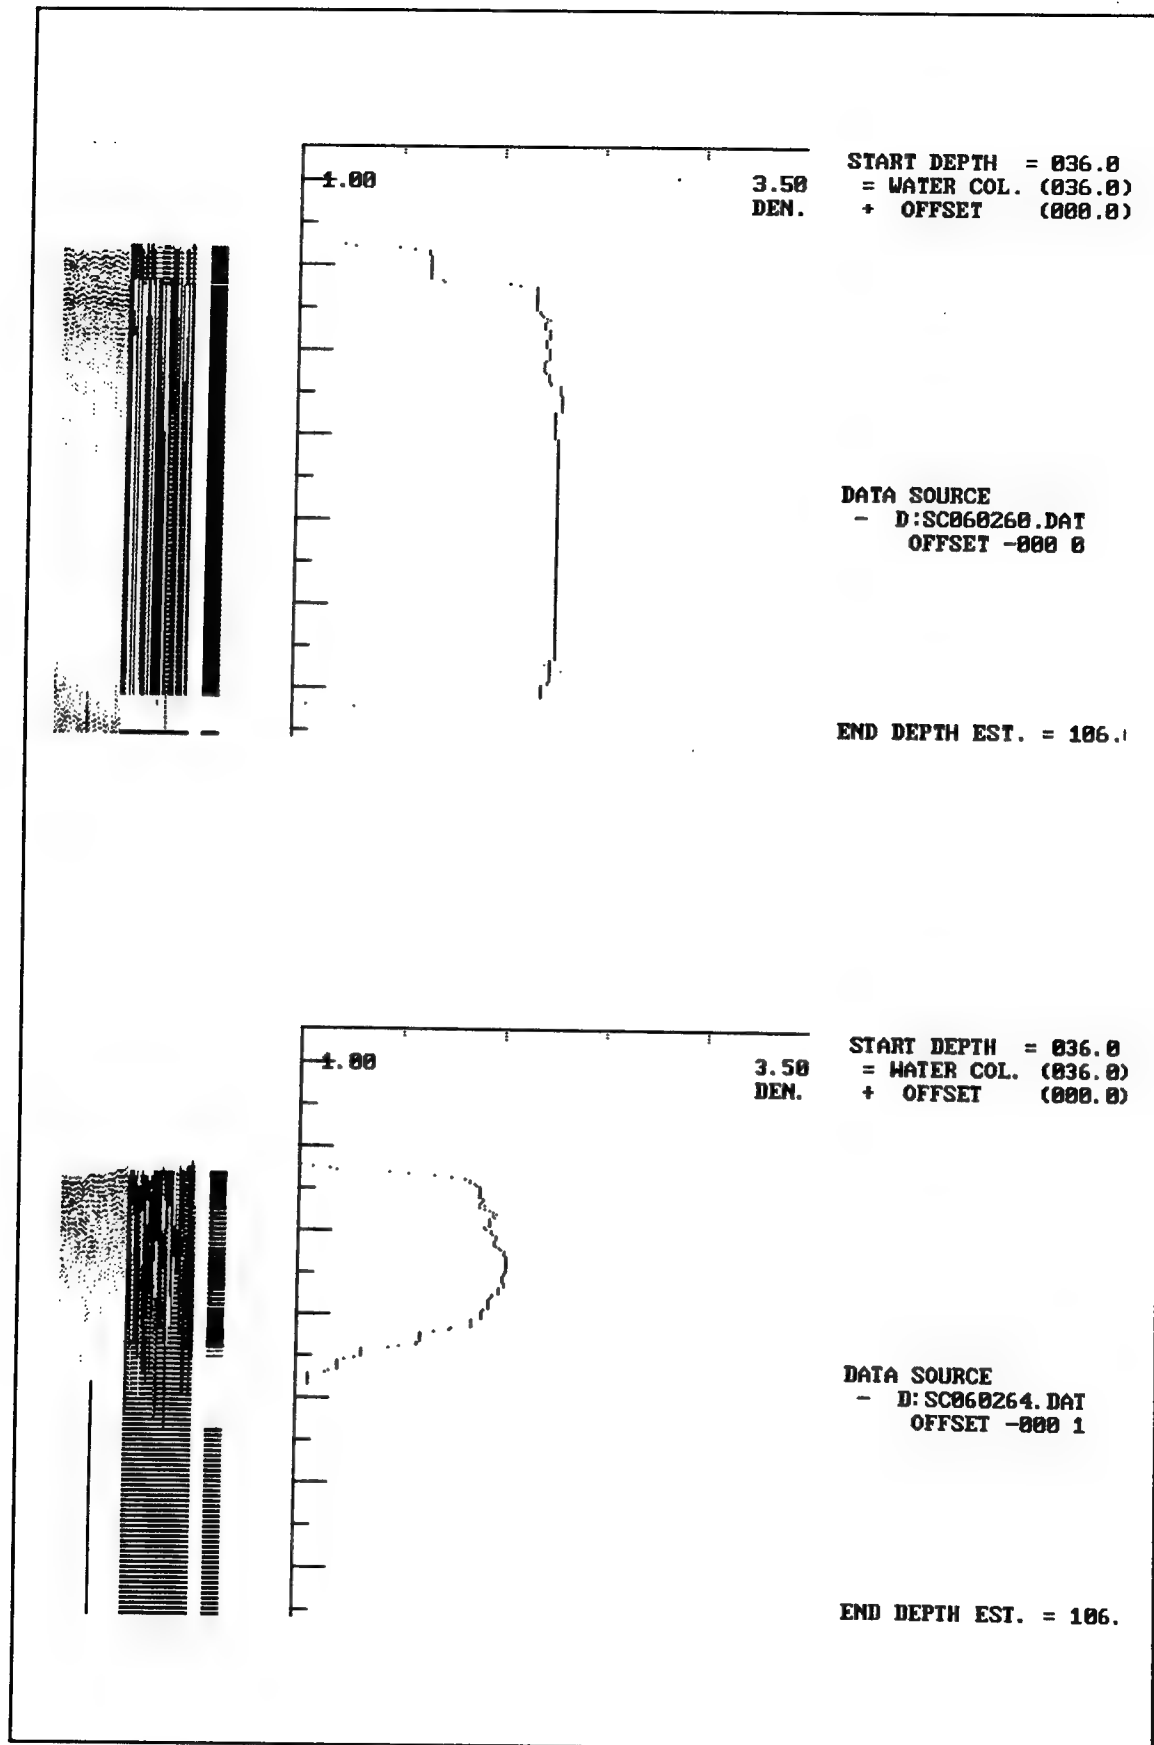 1.00
3.50
DEN.
START DEPTH = 036.0
= WATER COL. (036.0)
+ OFFSET (000.0)
DATA SOURCE
- D:SC060260.DAT
OFFSET -000 0
END DEPTH EST. = 106.
1.00
3.50
DEN.
START DEPTH = 036.0
= WATER COL. (036.0)
+ OFFSET (000.0)
DATA SOURCE
- D:SC060264.DAT
OFFSET -000 1
END DEPTH EST. = 106.